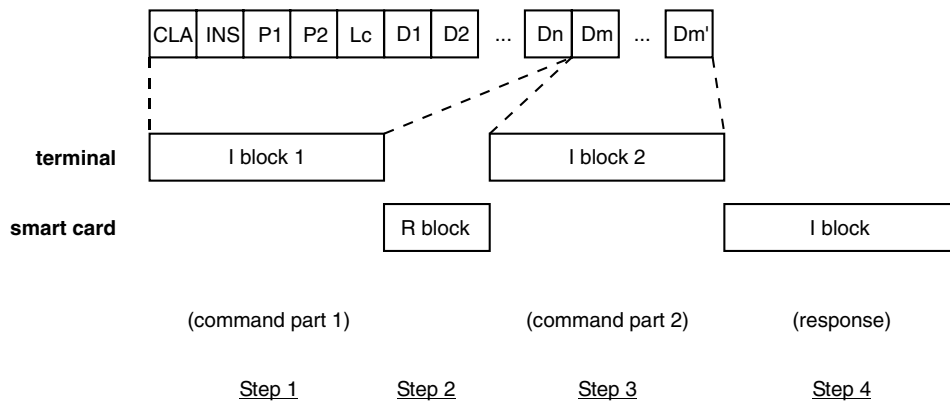 CLA INS P1 P2 Lc D1 D2 ... Dn Dm ... Dm'
terminal I block 1 I block 2
smart card R block I block
(command part 1) (command part 2) (response)
Step 1 Step 2 Step 3 Step 4